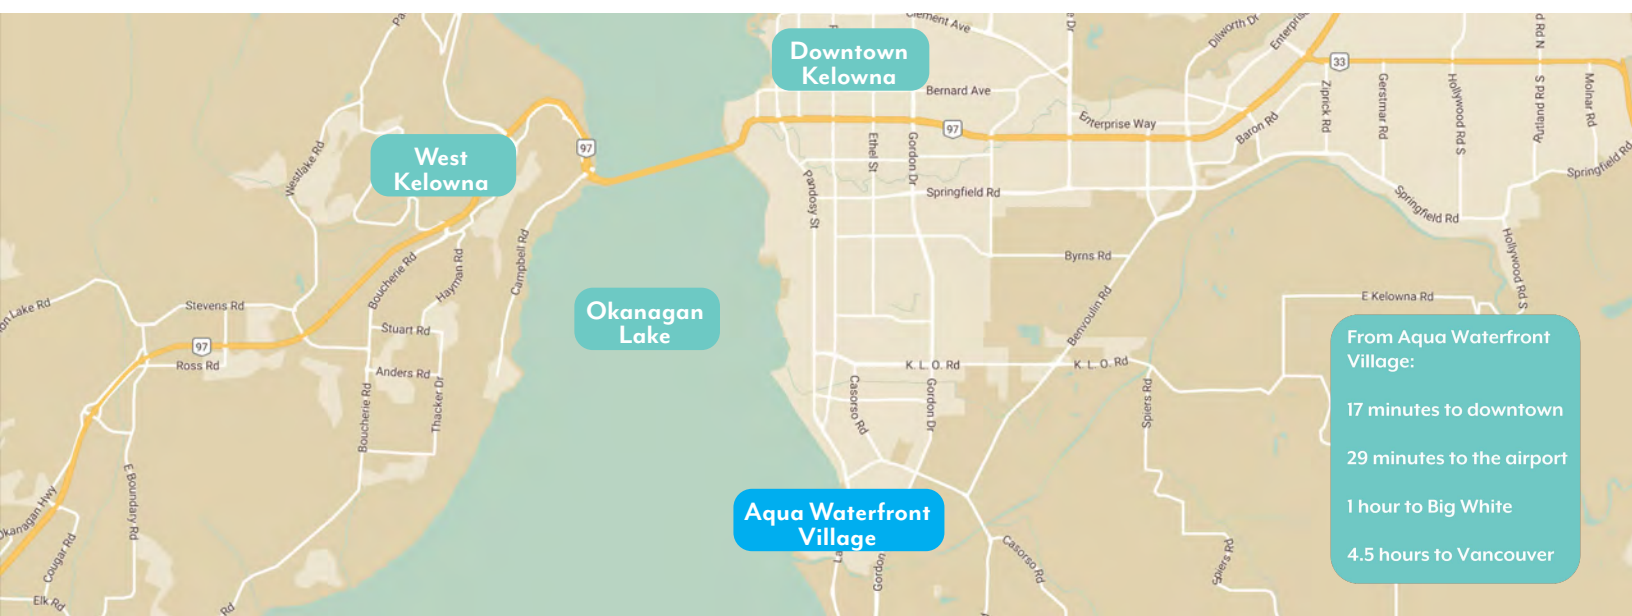 Clement Ave
Dilworth Dr
Downtown
Kelowna
33
Bernard Ave
Ziprick Rd
Gerstmar Rd
Hollywood Rd S
Rutland Rd S
Molnar Rd
97
Enterprise Way
Baron Rd
West
Kelowna
97
Westlake Rd
Ethel St
Gordon Dr
Pandosy St
Springfield Rd
Springfield Rd
Springfield Rd
Hollywood Rd S
Boucherie Rd
Hayman Rd
Campbell Rd
Byrns Rd
Benvoulin Rd
E Kelowna Rd
Stevens Rd
Okanagan
Lake
Stuart Rd
97
Ross Rd
Anders Rd
Boucherie Rd
Thacker Dr
K. L. O. Rd
K. L. O. Rd
Casorso Rd
Gordon Dr
Spiers Rd
From Aqua Waterfront
Village:
17 minutes to downtown
29 minutes to the airport
1 hour to Big White
4.5 hours to Vancouver
E Boundary Rd
Okanagan Hwy
Aqua Waterfront
Village
Gordon
Casorso Rd
Spiers Rd
Cougar Rd
Elk Rd
Rd